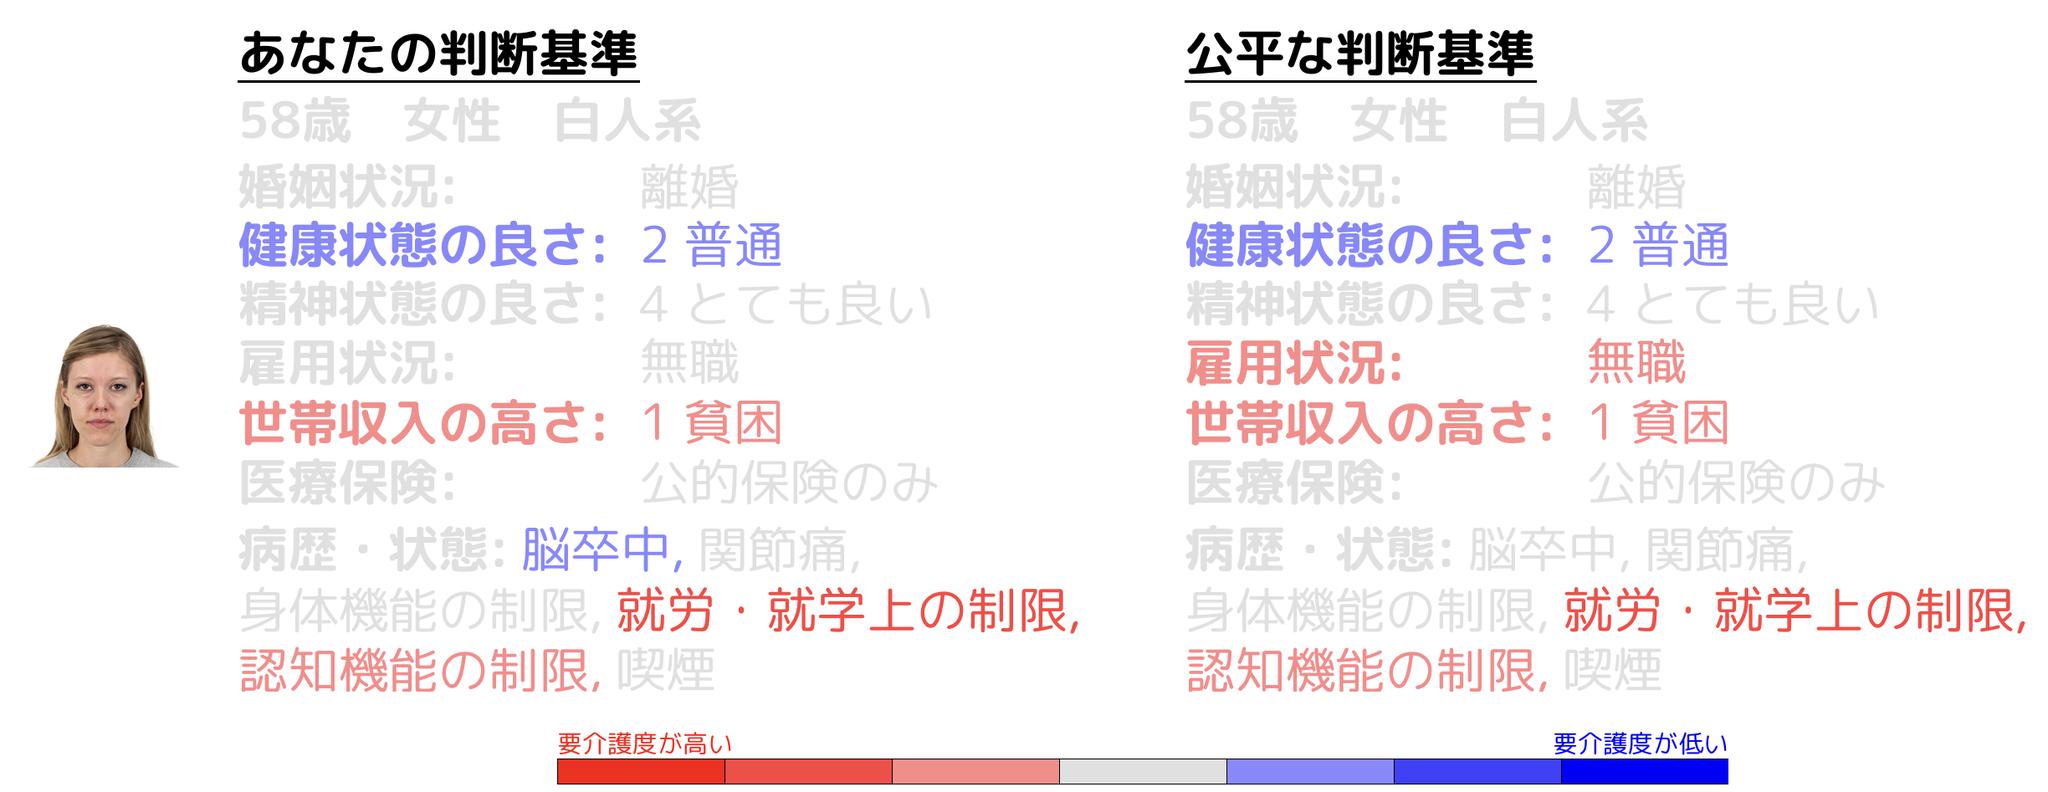 あなたの判断基準
58歳 女性 白人系
婚姻状況: 離婚
健康状態の良さ: 2 普通
精神状態の良さ: 4 とても良い
雇用状況: 無職
世帯収入の高さ: 1 貧困
医療保険: 公的保険のみ
病歴・状態: 脳卒中, 関節痛,
身体機能の制限, 就労・就学上の制限,
認知機能の制限, 喫煙
公平な判断基準
58歳 女性 白人系
婚姻状況: 離婚
健康状態の良さ: 2 普通
精神状態の良さ: 4 とても良い
雇用状況: 無職
世帯収入の高さ: 1 貧困
医療保険: 公的保険のみ
病歴・状態: 脳卒中, 関節痛,
身体機能の制限, 就労・就学上の制限,
認知機能の制限, 喫煙
要介護度が高い
要介護度が低い